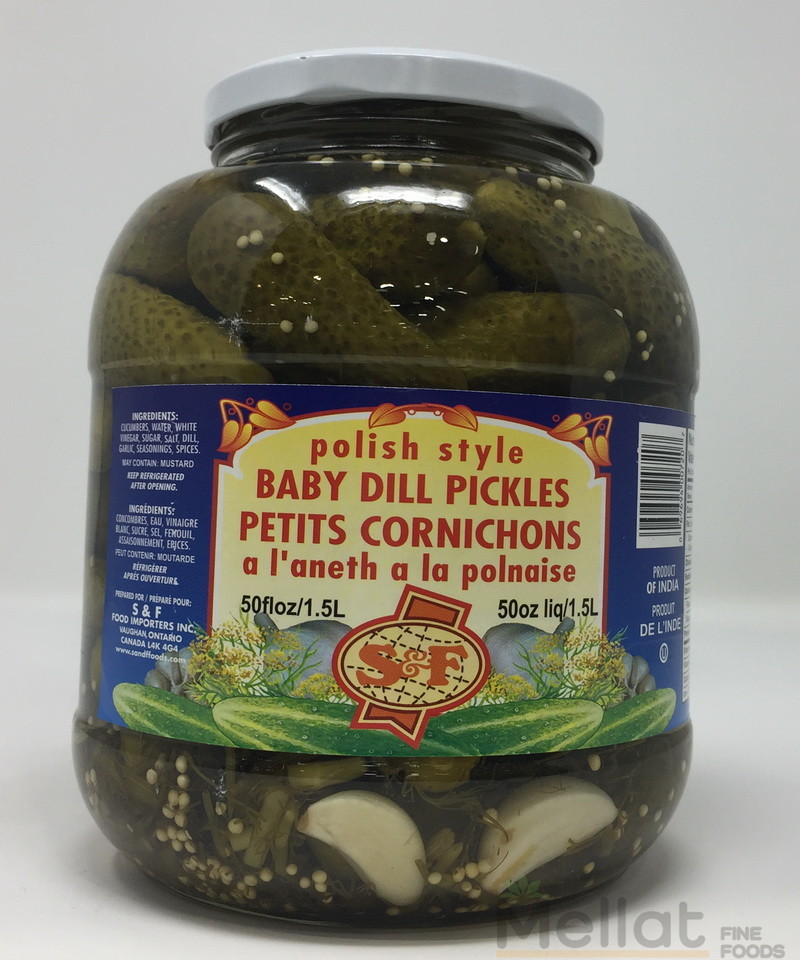 INGREDIENTS:
CUCUMBERS, WATER, WHITE
VINEGAR, SUGAR, SALT, DILL,
GARLIC, SEASONINGS, SPICES.
MAY CONTAIN: MUSTARD
KEEP REFRIGERATED
AFTER OPENING.
INGRÉDIENTS:
CONCOMBRES, EAU, VINAIGRE
BLANC, SUCRE, SEL, FENOUIL,
ASSAISONNEMENT, EPICES.
PEUT CONTENIR: MOUTARDE
RÉFRIGÉRER
APRÈS OUVERTURE.
PREPARED FOR / PRÉPARÉ POUR:
S & F
FOOD IMPORTERS INC.
VAUGHAN, ONTARIO
CANADA L4K 4G4
www.sandffoods.com
polish style
BABY DILL PICKLES
PETITS CORNICHONS
a l'aneth a la polnaise
50floz/1.5L
50oz liq/1.5L
S&F
PRODUCT
OF INDIA
PRODUIT
DE L'INDE
U
Mellat FINE
FOODS